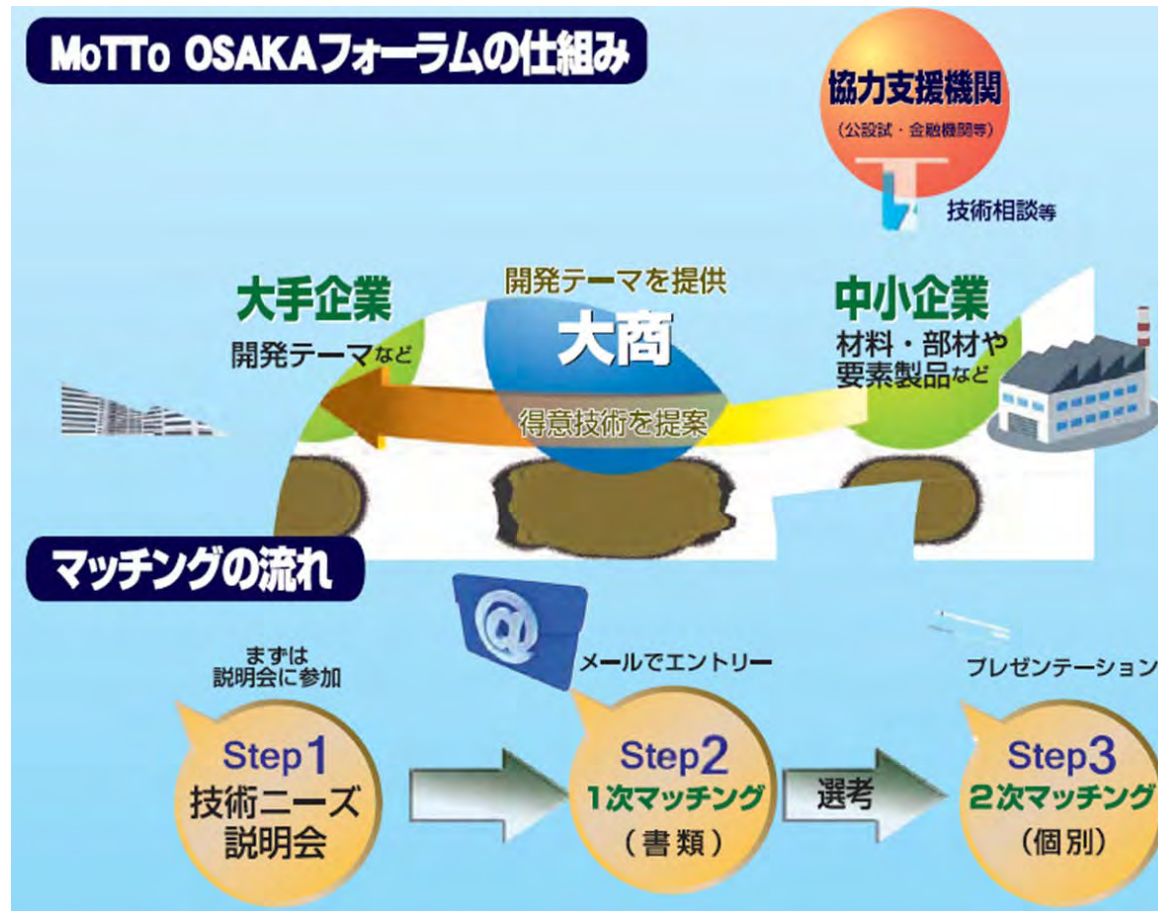 MoTTo OSAKAフォーラムの仕組み
協力支援機関
(公設試・金融機関等)
技術相談等
開発テーマを提供
大手企業
開発テーマなど
大商
中小企業
材料・部材や
要素製品など
得意技術を提案
マッチングの流れ
@
まずは
説明会に参加
Step1
技術ニーズ
説明会
メールでエントリー
Step2
1次マッチング
(書類)
選考
プレゼンテーション
Step3
2次マッチング
(個別)